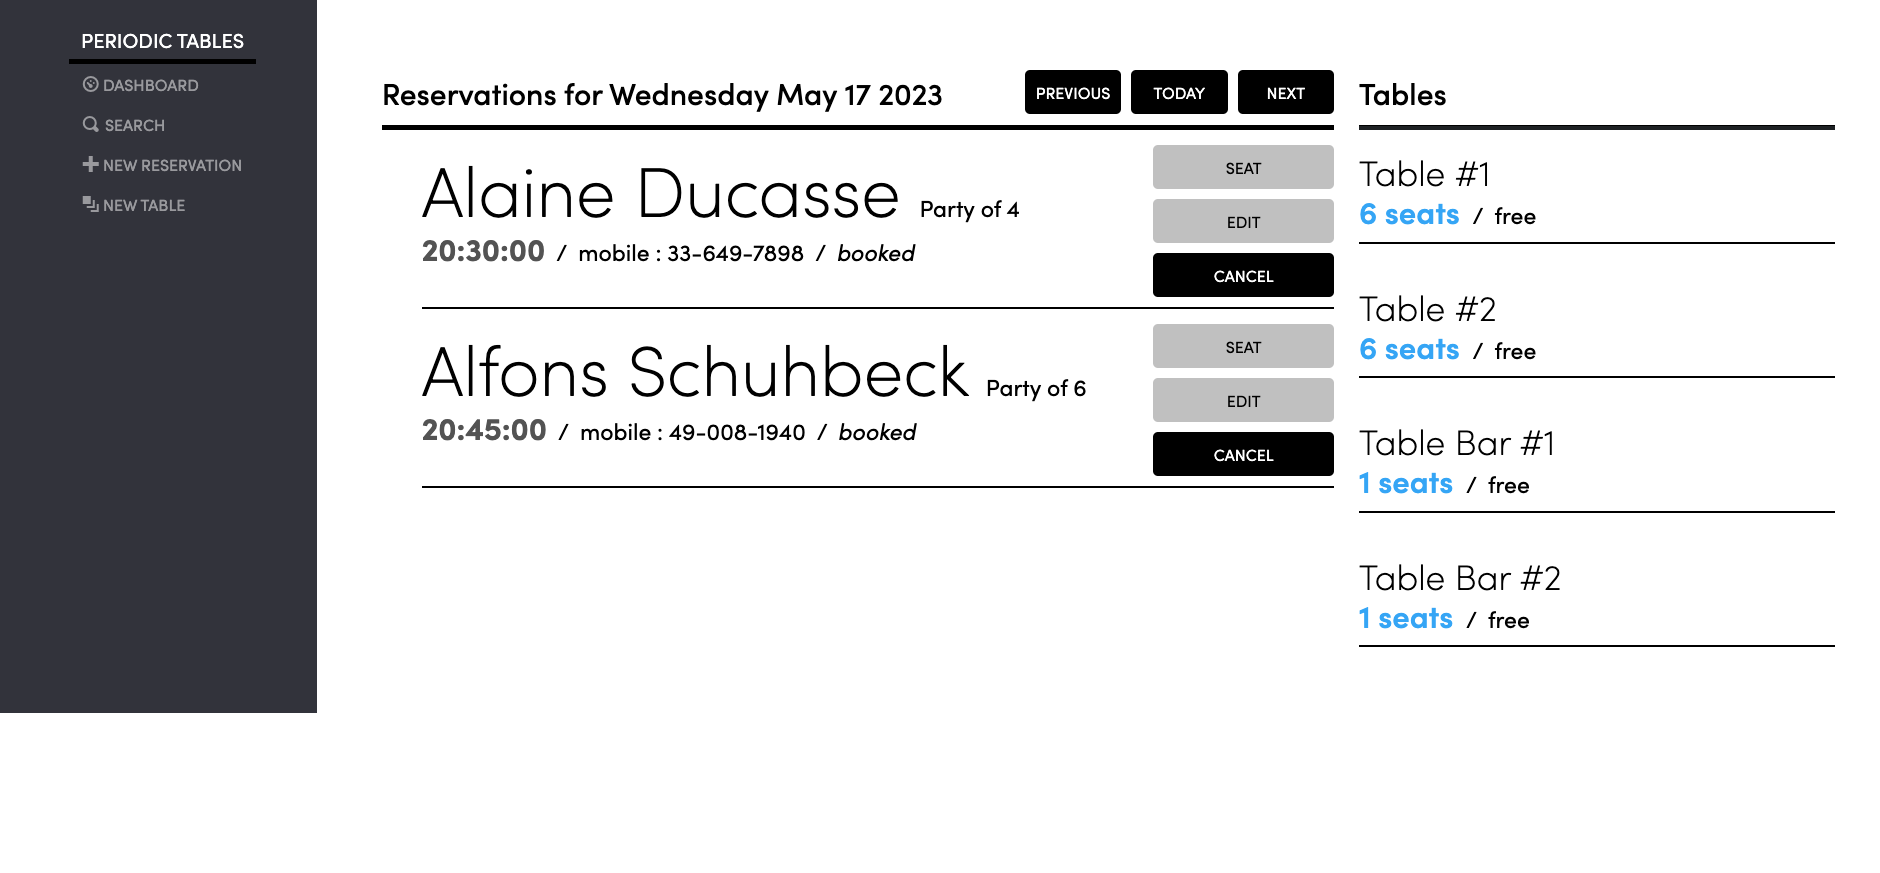 PERIODIC TABLES
DASHBOARD
SEARCH
NEW RESERVATION
NEW TABLE
Reservations for Wednesday May 17 2023
PREVIOUS
TODAY
NEXT
Alaine Ducasse Party of 4
20:30:00 / mobile : 33-649-7898 / booked
SEAT
EDIT
CANCEL
Alfons Schuhbeck Party of 6
20:45:00 / mobile : 49-008-1940 / booked
SEAT
EDIT
CANCEL
Tables
Table #1
6 seats / free
Table #2
6 seats / free
Table Bar #1
1 seats / free
Table Bar #2
1 seats / free